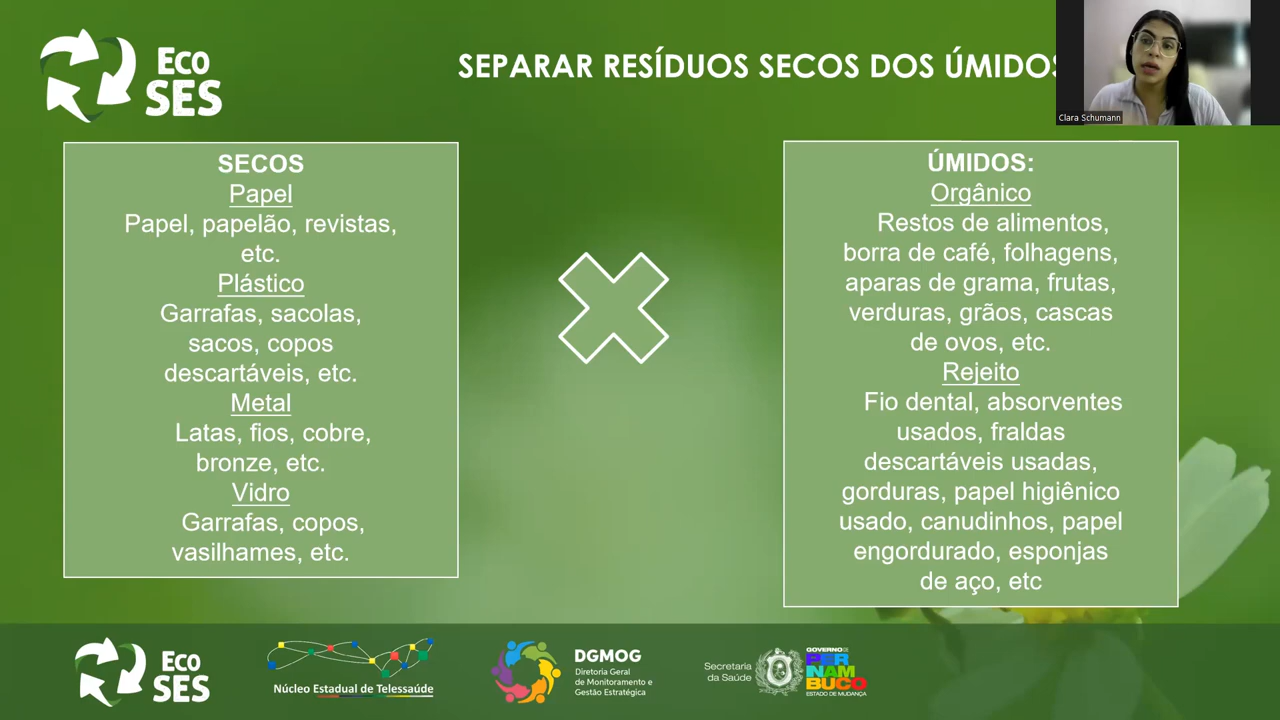 Eco
SES
SEPARAR RESÍDUOS SECOS DOS ÚMIDOS
Clara Schumann
SECOS
Papel
Papel, papelão, revistas,
etc.
Plástico
Garrafas, sacolas,
sacos, copos
descartáveis, etc.
Metal
Latas, fios, cobre,
bronze, etc.
Vidro
Garrafas, copos,
vasilhames, etc.
ÚMIDOS:
Orgânico
Restos de alimentos,
borra de café, folhagens,
aparas de grama, frutas,
verduras, grãos, cascas
de ovos, etc.
Rejeito
Fio dental, absorventes
usados, fraldas
descartáveis usadas,
gorduras, papel higiênico
usado, canudinhos, papel
engordurado, esponjas
de aço, etc
Eco
SES
Núcleo Estadual de Telessaúde
DGMOG
Diretoria Geral
de Monitoramento e
Gestão Estratégica
Secretaria
da Saúde
GOVERNO DE
PER
NAM
BUCO
ESTADO DE MUDANÇA